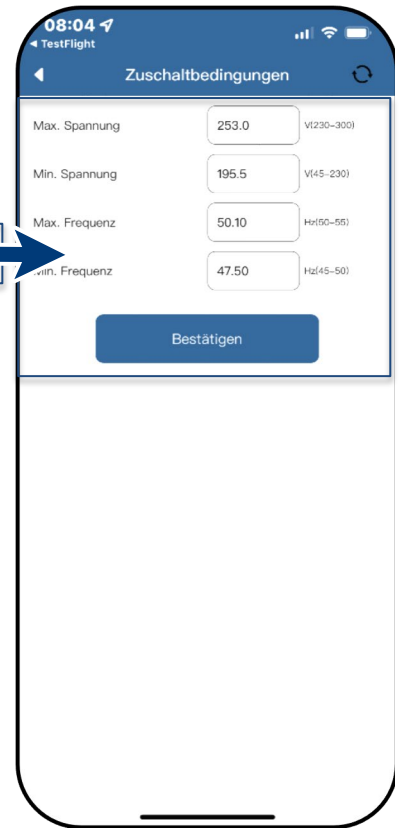 08:04
◄ TestFlight
Zuschaltbedingungen
Max. Spannung 253.0 V(230-300)
Min. Spannung 195.5 V(45-230)
Max. Frequenz 50.10 Hz(50-55)
Min. Frequenz 47.50 Hz(45-50)
Bestätigen